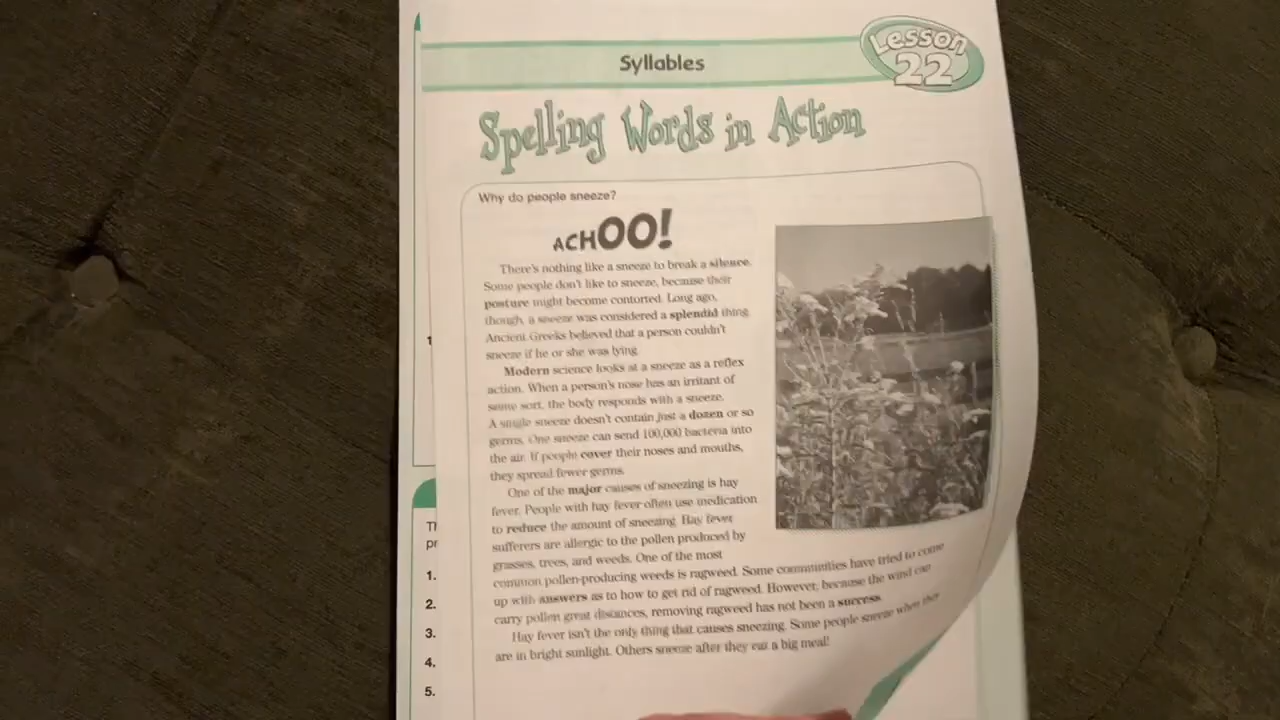 Syllables
Lesson
22
Spelling Words in Action
Why do people sneeze?
ACHOO!
There's nothing like a sneeze to break a silence.
Some people don't like to sneeze, because their
posture might become contorted. Long ago,
though, a sneeze was considered a splendid thing.
Ancient Greeks believed that a person couldn't
sneeze if he or she was lying.
Modern science looks at a sneeze as a reflex
action. When a person's nose has an irritant of
some sort, the body responds with a sneeze.
A single sneeze doesn't contain just a dozen or so
germs. One sneeze can send 100,000 bacteria into
the air. If people cover their noses and mouths,
they spread fewer germs.
One of the major causes of sneezing is hay
fever. People with hay fever often use medication
to reduce the amount of sneezing. Hay fever
sufferers are allergic to the pollen produced by
grasses, trees, and weeds. One of the most
common pollen-producing weeds is ragweed. Some communities have tried to come
up with answers as to how to get rid of ragweed. However, because the wind can
carry pollen great distances, removing ragweed has not been a success.
Hay fever isn't the only thing that causes sneezing. Some people sneeze when they
are in bright sunlight. Others sneeze after they eat a big meal!
1
Th
pr
1.
2.
3.
4.
5.